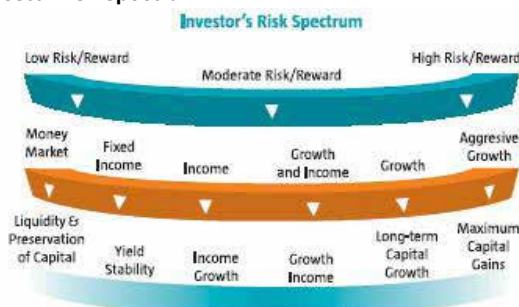 Investor's Risk Spectrum
Low Risk/Reward
Moderate Risk/Reward
High Risk/Reward
Money
Market
Fixed
Income
Income
Growth
and Income
Growth
Aggresive
Growth
Liquidity &
Preservation
of Capital
Yield
Stability
Income
Growth
Growth
Income
Long-term
Capital
Growth
Maximum
Capital
Gains